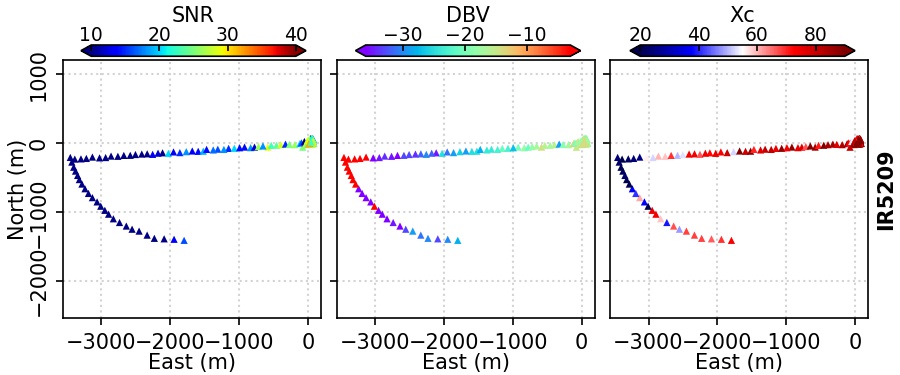 SNR DBV Xc
10 20 30 40 −30 −20 −10 20 40 60 80
1000
0
−1000
−2000
North (m)
IR5209
−3000 −2000 −1000 0 −3000 −2000 −1000 0 −3000 −2000 −1000 0
East (m) East (m) East (m)